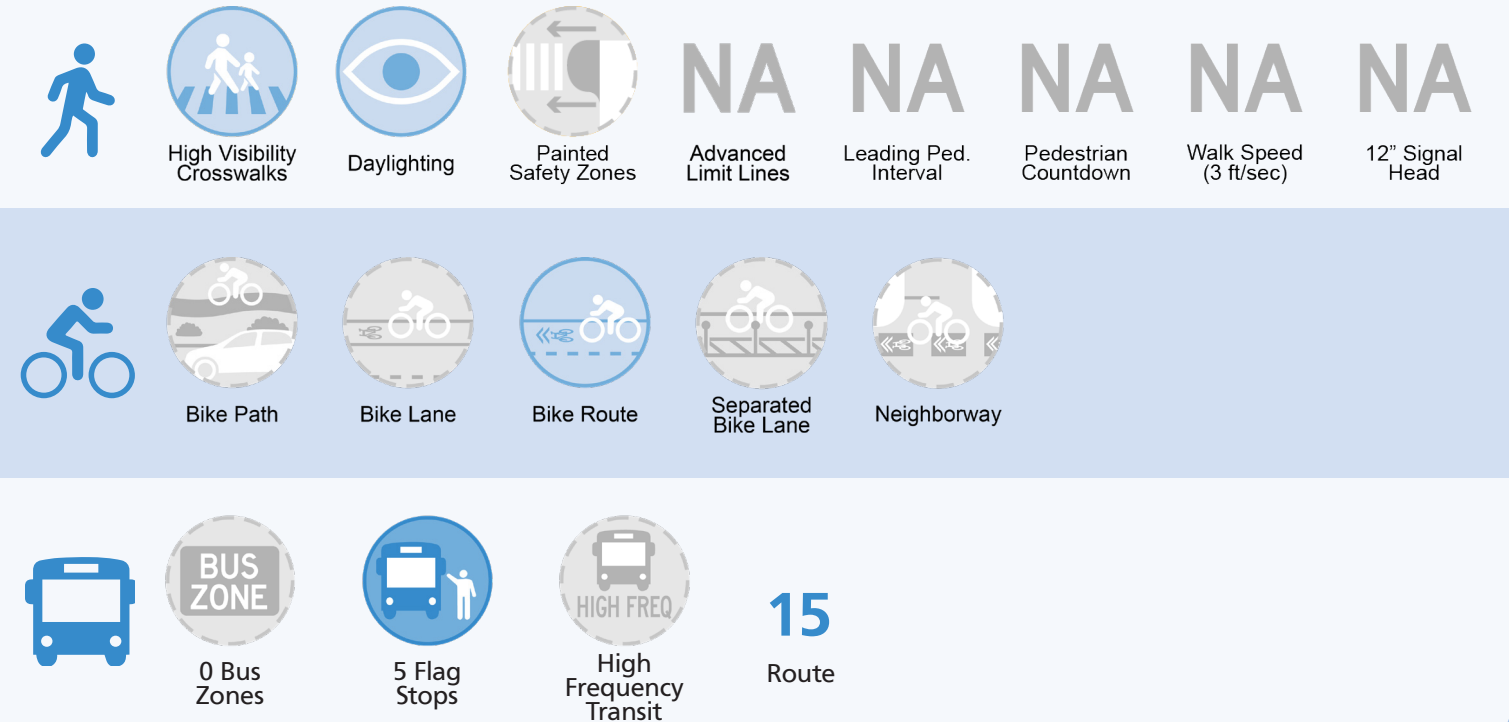 NA NA NA NA NA
High Visibility
Crosswalks
Daylighting
Painted
Safety Zones
Advanced
Limit Lines
Leading Ped.
Interval
Pedestrian
Countdown
Walk Speed
(3 ft/sec)
12” Signal
Head
Bike Path
Bike Lane
Bike Route
Separated
Bike Lane
Neighborway
BUS
ZONE
HIGH FREQ
15
0 Bus
Zones
5 Flag
Stops
High
Frequency
Transit
Route